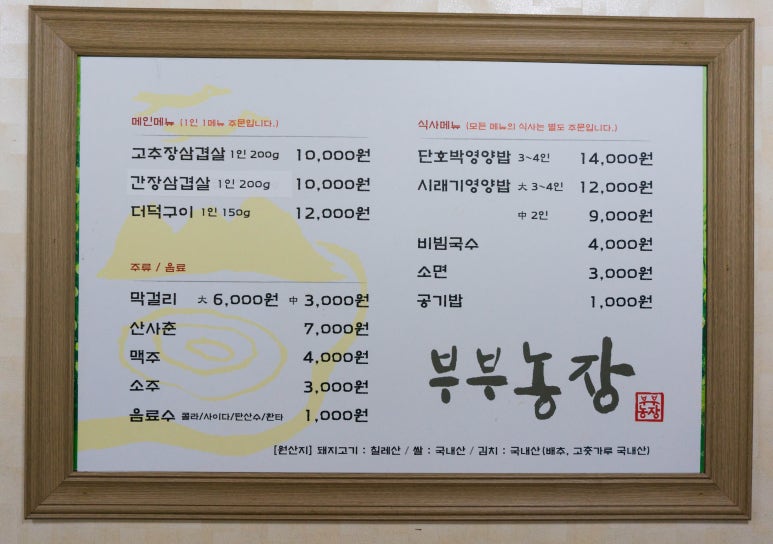 메인메뉴 (1인 1메뉴 주문입니다.)
고추장삼겹살 1인 200g 10,000원
간장삼겹살 1인 200g 10,000원
더덕구이 1인 150g 12,000원
주류 / 음료
막걸리 大 6,000원 中 3,000원
산사춘 7,000원
맥주 4,000원
소주 3,000원
음료수 콜라/사이다/탄산수/환타 1,000원
식사메뉴 (모든 메뉴의 식사는 별도 주문입니다.)
단호박영양밥 3~4인 14,000원
시래기영양밥 大 3~4인 12,000원
中 2인 9,000원
비빔국수 4,000원
소면 3,000원
공기밥 1,000원
부부농장
부부
농장
[원산지] 돼지고기 : 칠레산 / 쌀 : 국내산 / 김치 : 국내산(배추, 고춧가루 국내산)